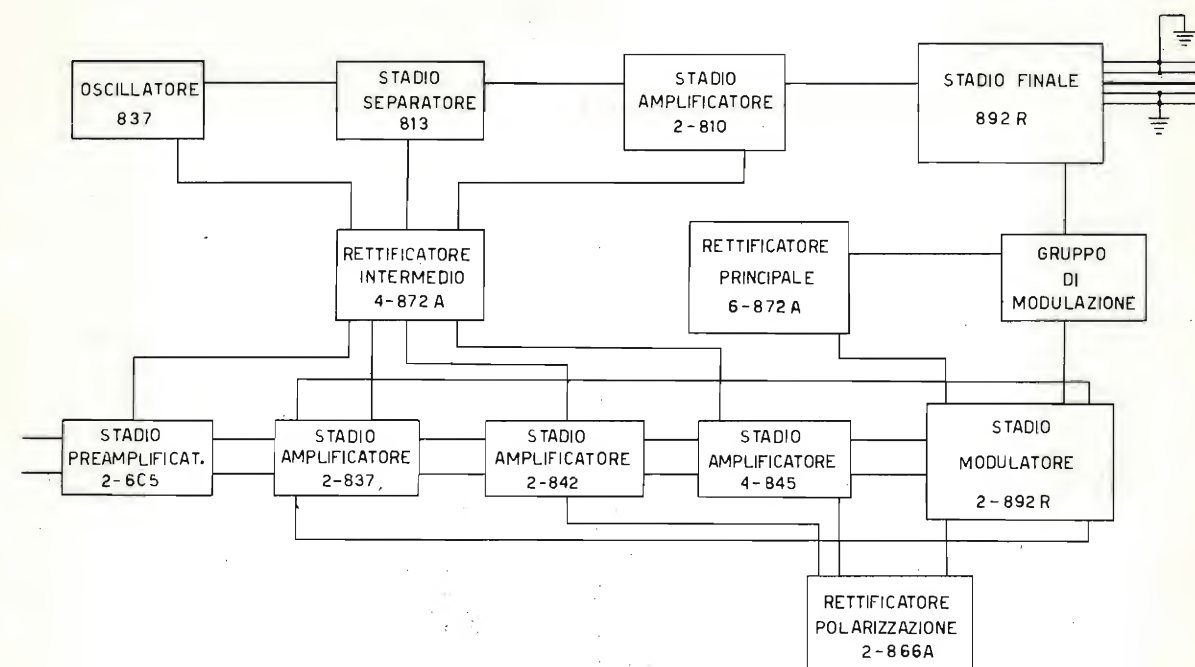 OSCILLATORE
837
STADIO
SEPARATORE
813
STADIO
AMPLIFICATORE
2-810
STADIO FINALE
892 R
RETTIFICATORE
INTERMEDIO
4-872 A
RETTIFICATORE
PRINCIPALE
6-872A
GRUPPO
DI
MODULAZIONE
STADIO
PREAMPLIFICAT.
2-6C5
STADIO
AMPLIFICATORE
2-837
STADIO
AMPLIFICATORE
2-842
STADIO
AMPLIFICATORE
4-845
STADIO
MODULATORE
2-892 R
RETTIFICATORE
POLARIZZAZIONE
2-866A